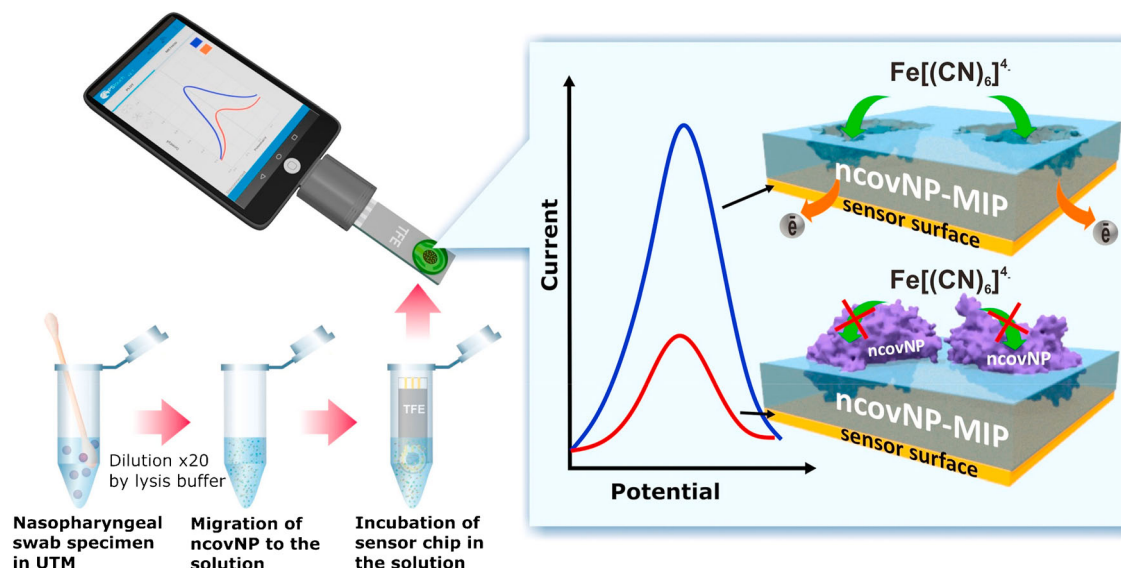 TFE
Dilution x20
by lysis buffer
TFE
Nasopharyngeal
swab specimen
in UTM
Migration of
ncovNP to the
solution
Incubation of
sensor chip in
the solution
Current
Potential
Fe[(CN)₆]⁴⁻
ncovNP-MIP
sensor surface
ē
ē
Fe[(CN)₆]⁴⁻
ncovNP
ncovNP
ncovNP-MIP
sensor surface